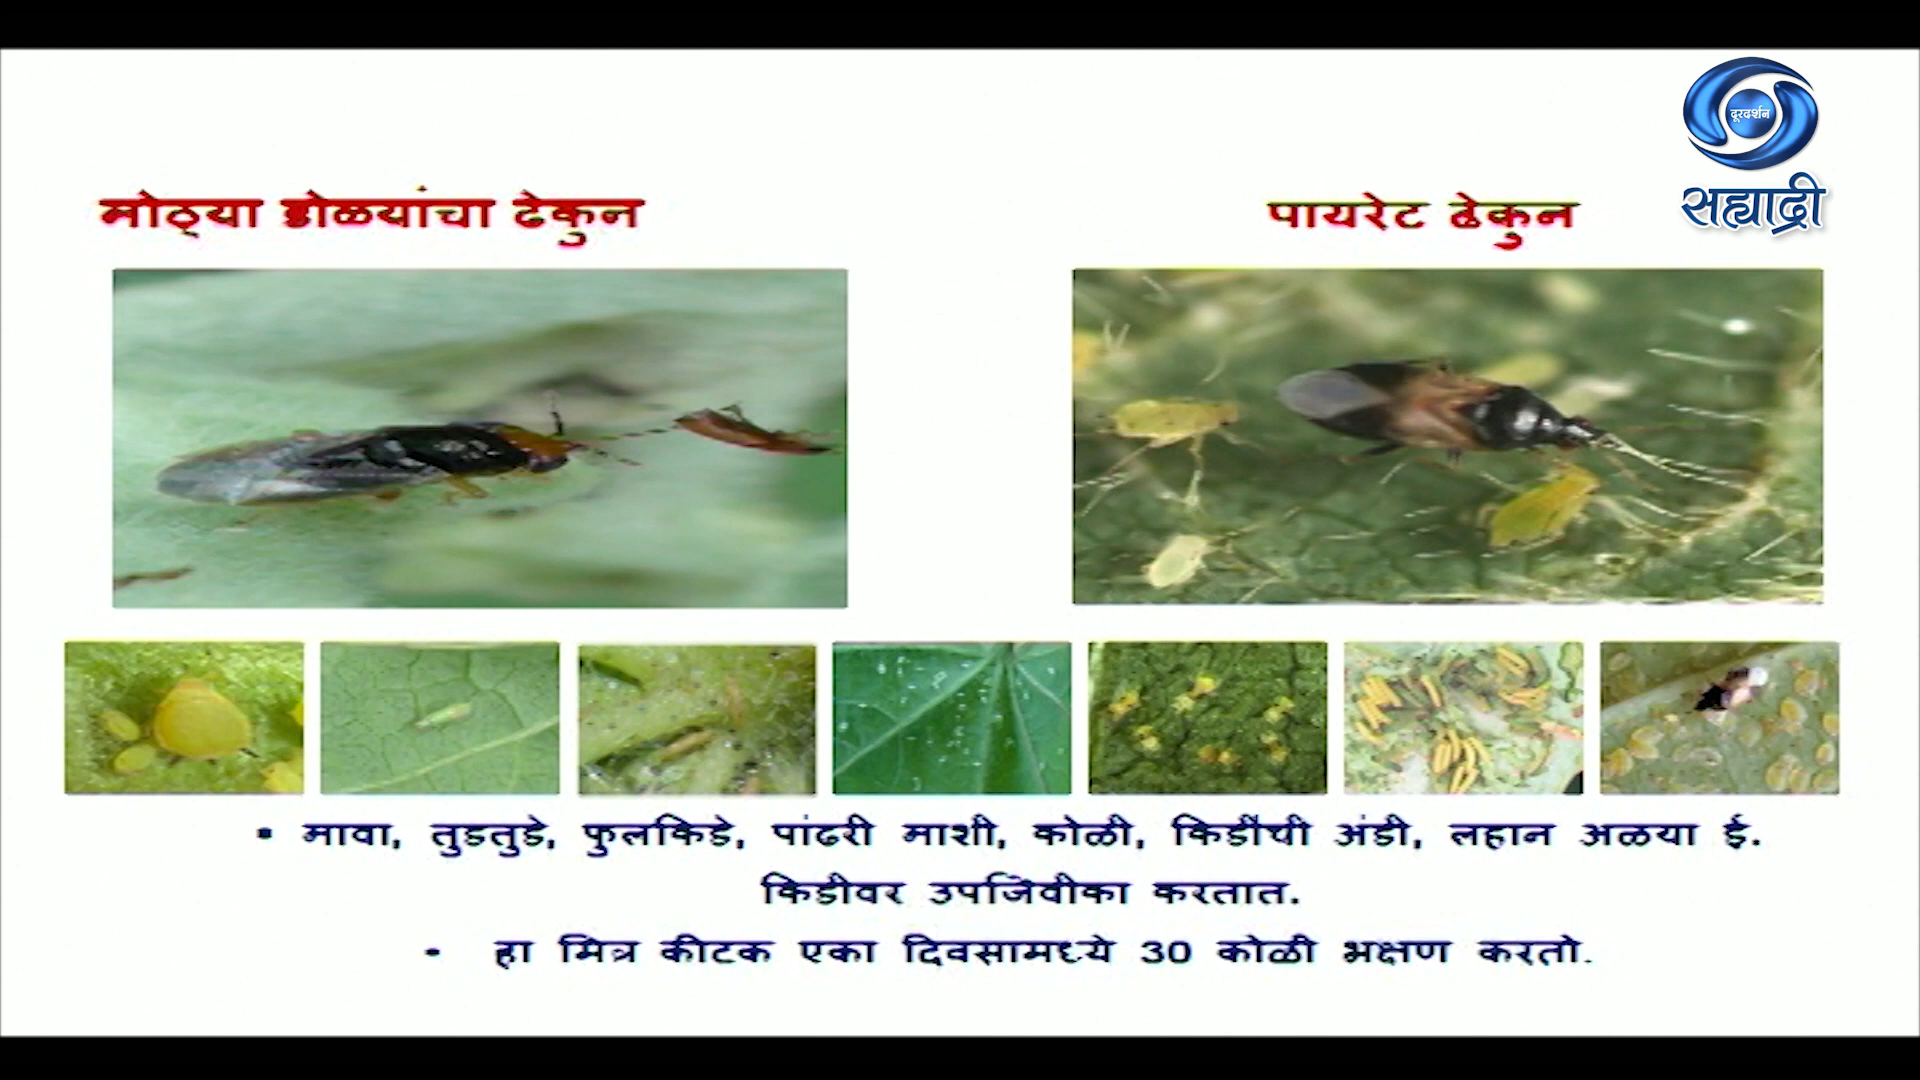 दूरदर्शन
सह्याद्री
मोठ्या डोळयांचा ढेकुन
पायरेट ढेकुन
• मावा, तुडतुडे, फुलकिडे, पांढरी माशी, कोळी, किडींची अंडी, लहान अळया ई.
किडीवर उपजिवीका करतात.
• हा मित्र कीटक एका दिवसामध्ये 30 कोळी भक्षण करतो.